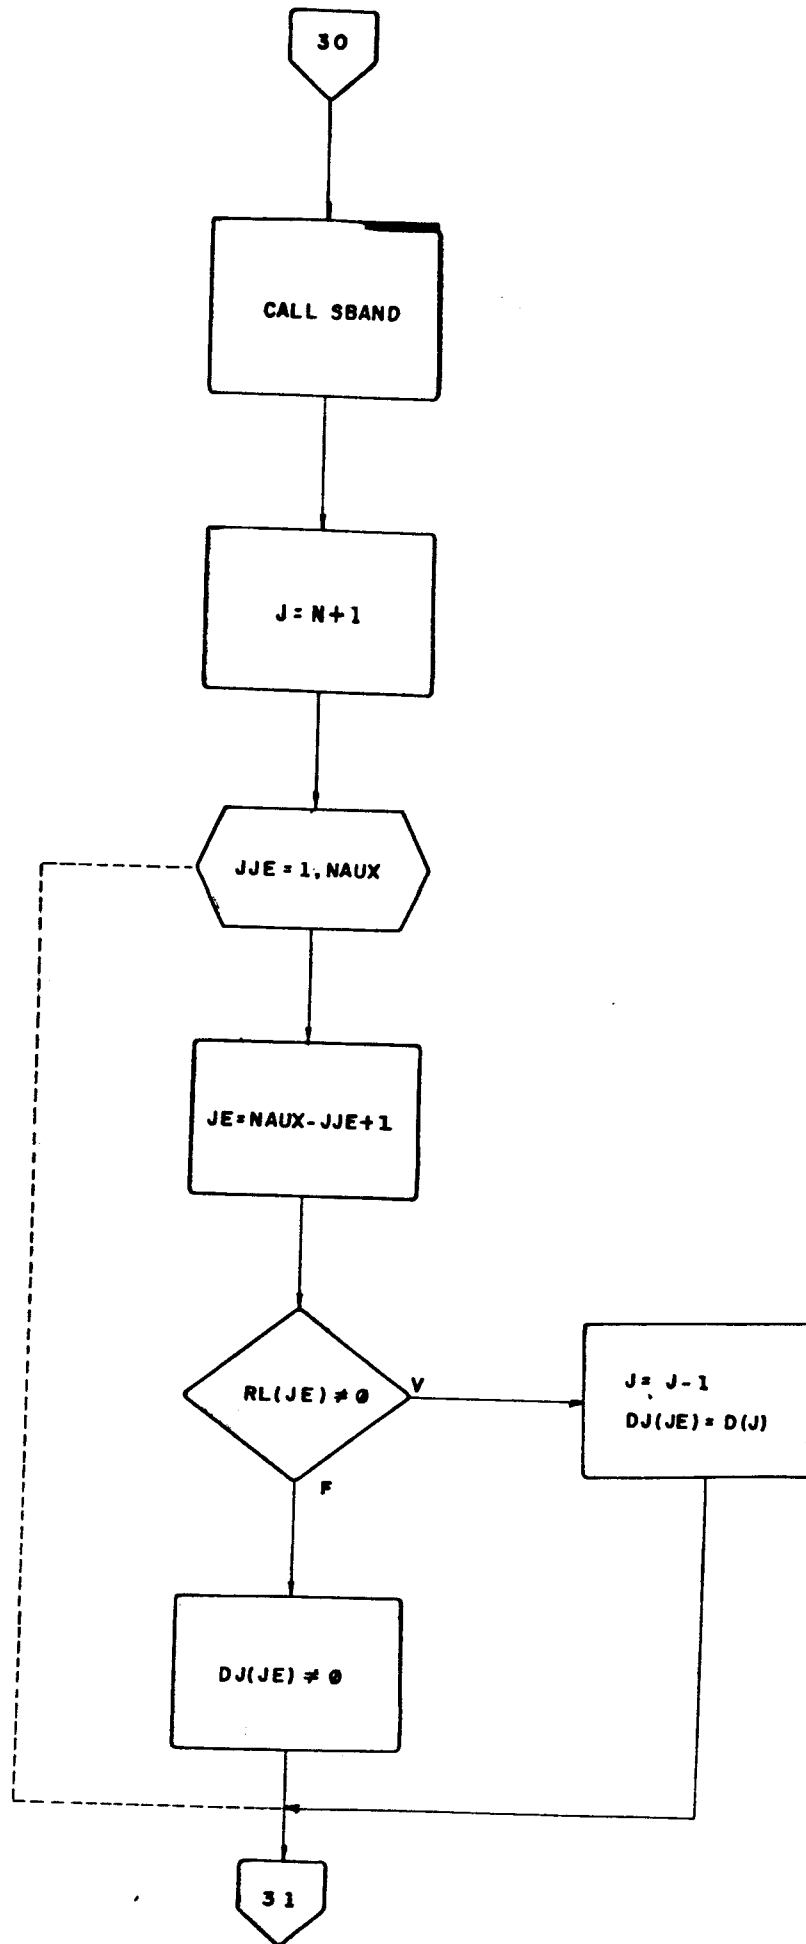 30
CALL SBAND
J = N + 1
JJE = 1, NAUX
JE = NAUX - JJE + 1
RL(JE) ≠ 0
V
J = J - 1
DJ(JE) = D(J)
F
DJ(JE) ≠ 0
31